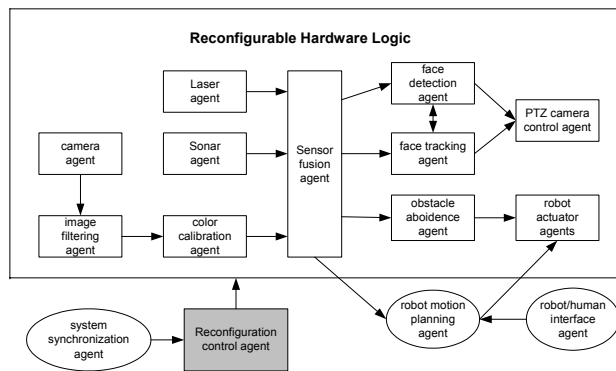 Reconfigurable Hardware Logic
Laser
agent
face
detection
agent
PTZ camera
control agent
camera
agent
Sonar
agent
Sensor
fusion
agent
face tracking
agent
image
filtering
agent
color
calibration
agent
obstacle
aboidence
agent
robot
actuator
agents
system
synchronization
agent
Reconfiguration
control agent
robot motion
planning
agent
robot/human
interface
agent